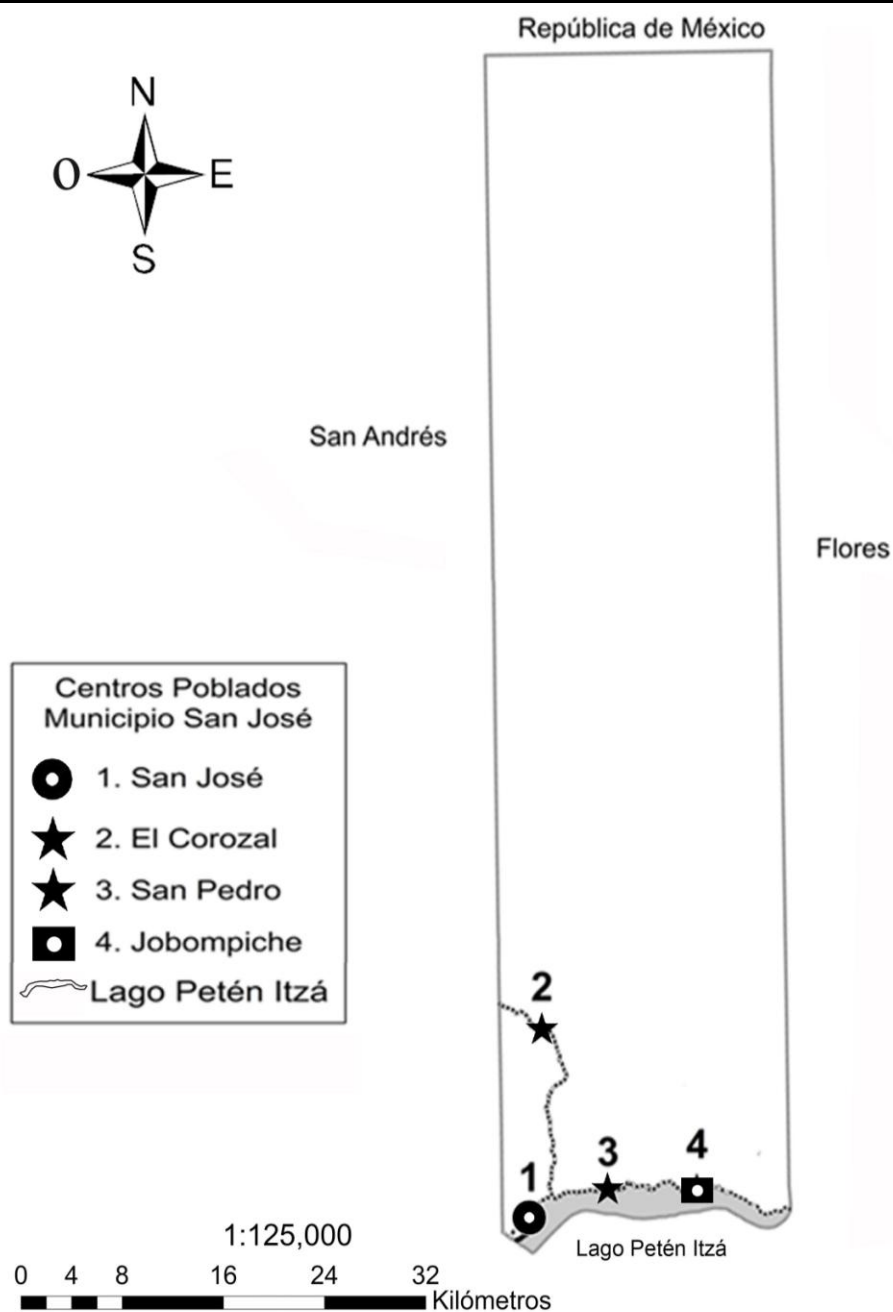 República de México
N
O
E
S
San Andrés
Flores
Centros Poblados
Municipio San José
1. San José
2. El Corozal
3. San Pedro
4. Jobompiche
Lago Petén Itzá
2
1
3
4
Lago Petén Itzá
1:125,000
0 4 8 16 24 32
Kilómetros